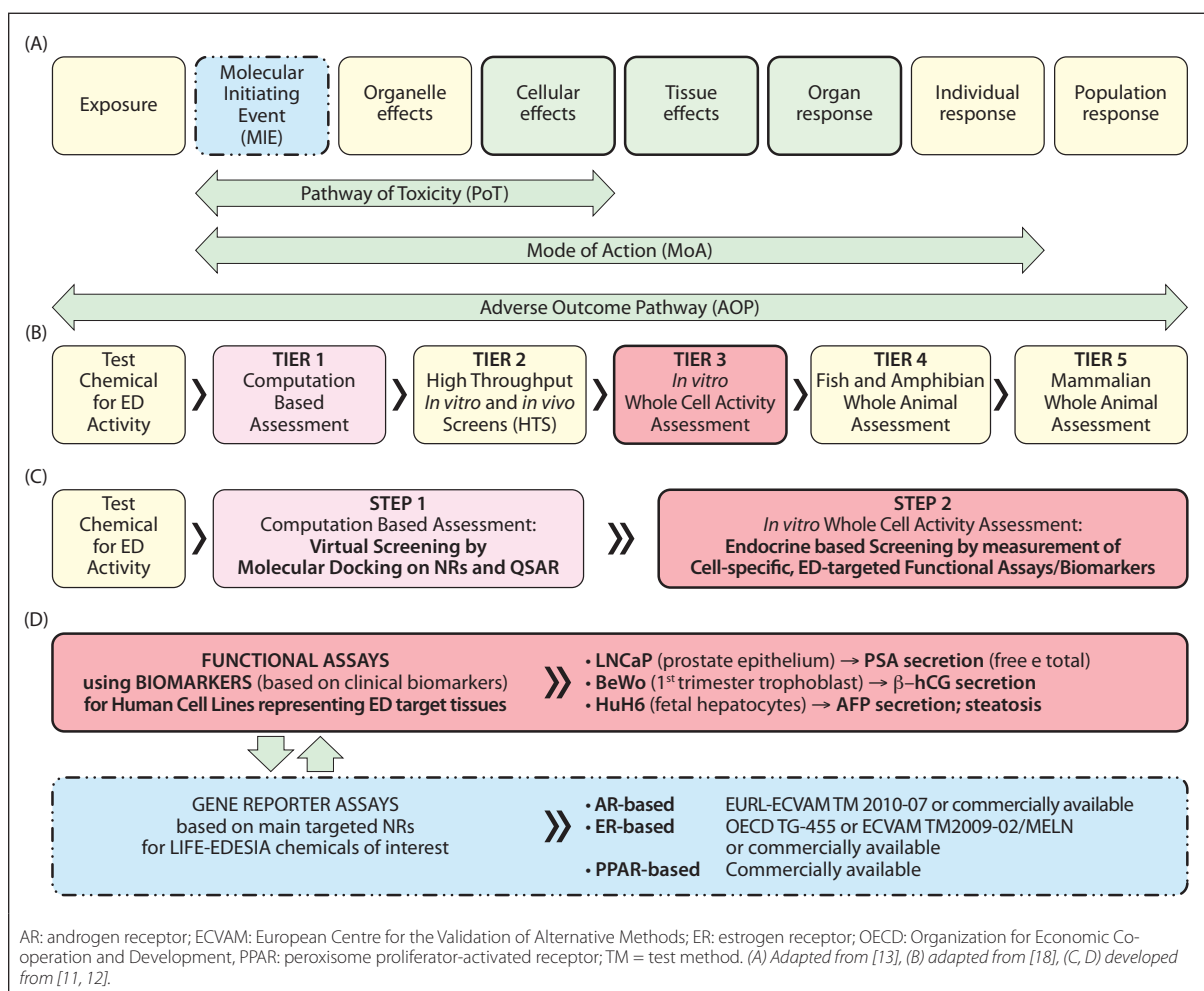 (A)
Exposure
Molecular
Initiating
Event
(MIE)
Organelle
effects
Cellular
effects
Tissue
effects
Organ
response
Individual
response
Population
response
Pathway of Toxicity (PoT)
Mode of Action (MoA)
Adverse Outcome Pathway (AOP)
(B)
Test
Chemical
for ED
Activity
TIER 1
Computation
Based
Assessment
TIER 2
High Throughput
In vitro and in vivo
Screens (HTS)
TIER 3
In vitro
Whole Cell Activity
Assessment
TIER 4
Fish and Amphibian
Whole Animal
Assessment
TIER 5
Mammalian
Whole Animal
Assessment
(C)
Test
Chemical
for ED
Activity
STEP 1
Computation Based Assessment:
Virtual Screening by
Molecular Docking on NRs and QSAR
STEP 2
In vitro Whole Cell Activity Assessment:
Endocrine based Screening by measurement of
Cell-specific, ED-targeted Functional Assays/Biomarkers
(D)
FUNCTIONAL ASSAYS
using BIOMARKERS (based on clinical biomarkers)
for Human Cell Lines representing ED target tissues
• LNCaP (prostate epithelium) → PSA secretion (free e total)
• BeWo (1st trimester trophoblast) → β–hCG secretion
• HuH6 (fetal hepatocytes) → AFP secretion; steatosis
GENE REPORTER ASSAYS
based on main targeted NRs
for LIFE-EDESIA chemicals of interest
• AR-based EURL-ECVAM TM 2010-07 or commercially available
• ER-based OECD TG-455 or ECVAM TM2009-02/MELN
or commercially available
• PPAR-based Commercially available
AR: androgen receptor; ECVAM: European Centre for the Validation of Alternative Methods; ER: estrogen receptor; OECD: Organization for Economic Co-
operation and Development, PPAR: peroxisome proliferator-activated receptor; TM = test method. (A) Adapted from [13], (B) adapted from [18], (C, D) developed
from [11, 12].